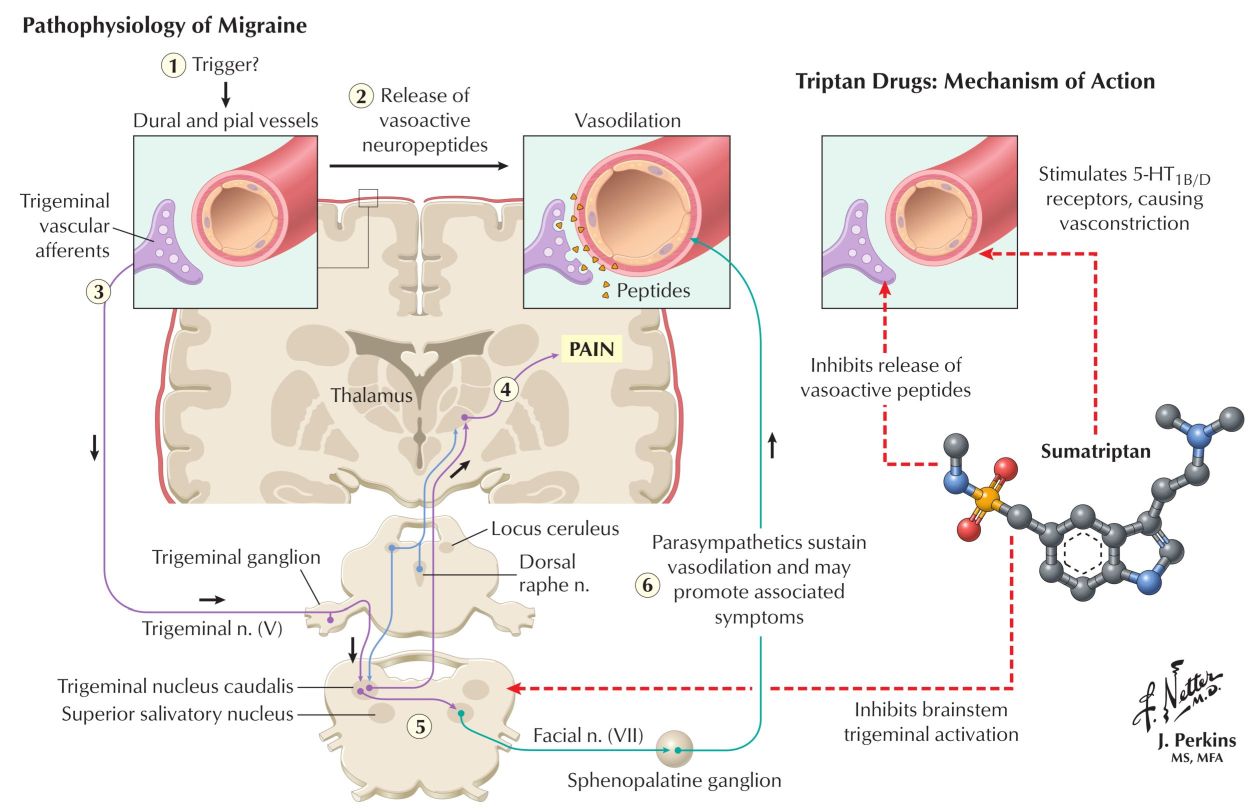 Pathophysiology of Migraine
1 Trigger?
2 Release of
vasoactive
neuropeptides
Dural and pial vessels
Vasodilation
Trigeminal
vascular
afferents
3
Peptides
PAIN
4
Thalamus
Locus ceruleus
Dorsal
raphe n.
Trigeminal ganglion
Trigeminal n. (V)
Parasympathetics sustain
vasodilation and may
6 promote associated
symptoms
Trigeminal nucleus caudalis
Superior salivatory nucleus
5
Facial n. (VII)
Sphenopalatine ganglion
Triptan Drugs: Mechanism of Action
Stimulates 5-HT1B/D
receptors, causing
vasconstriction
Inhibits release of
vasoactive peptides
Sumatriptan
Inhibits brainstem
trigeminal activation
f. Netter
M.D.
J. Perkins
MS, MFA